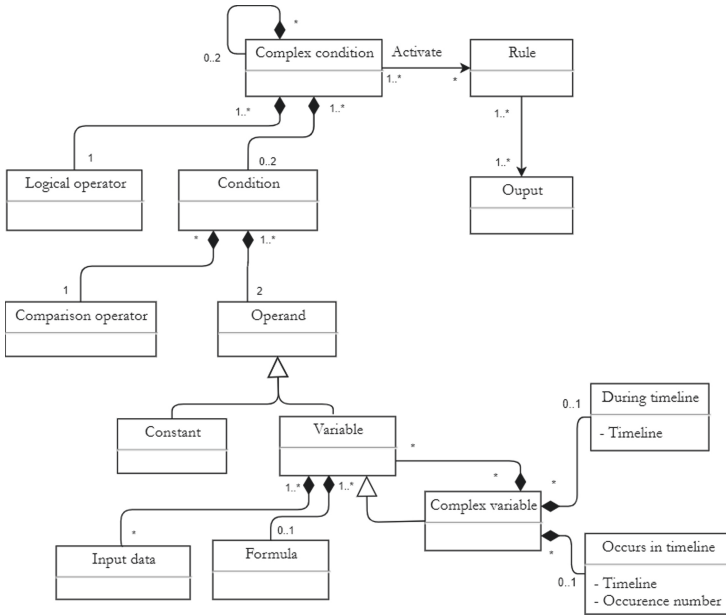 *
0..2
Complex condition
Activate
1..*
*
Rule
1..*
1..*
1..*
1..*
1
0..2
Logical operator
Condition
Ouput
*
1..*
1
2
Comparison operator
Operand
Constant
Variable
0..1
During timeline
- Timeline
*
*
*
1..*
1..*
Complex variable
*
0..1
Input data
Formula
*
0..1
Occurs in timeline
- Timeline
- Occurence number